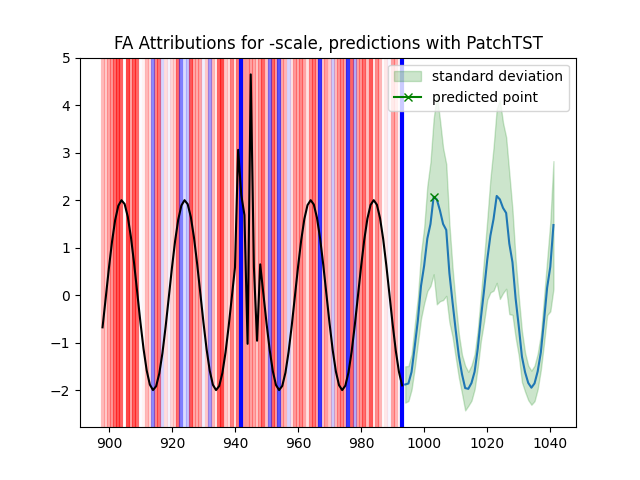 FA Attributions for -scale, predictions with PatchTST
standard deviation
predicted point
5
4
3
2
1
0
−1
−2
900 920 940 960 980 1000 1020 1040